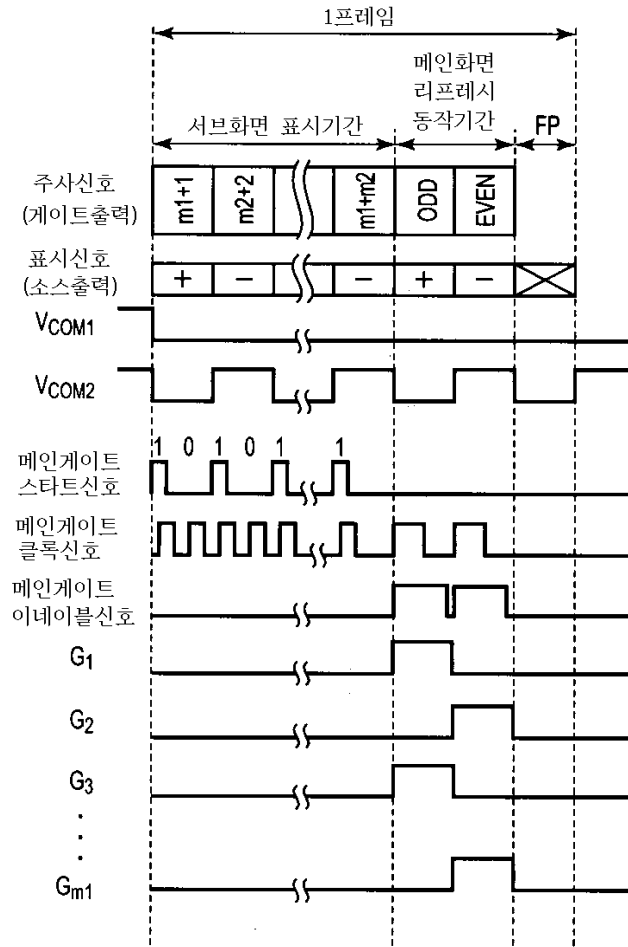 1프레임
메인화면
리프레시
동작기간
서브화면 표시기간
FP
주사신호
(게이트출력)
m1+1
m2+2
m1+m2
ODD
EVEN
표시신호
(소스출력)
+
−
−
+
−
VCOM1
VCOM2
1 0 1 0 1 1
메인게이트
스타트신호
메인게이트
클록신호
메인게이트
이네이블신호
G1
G2
G3
Gm1